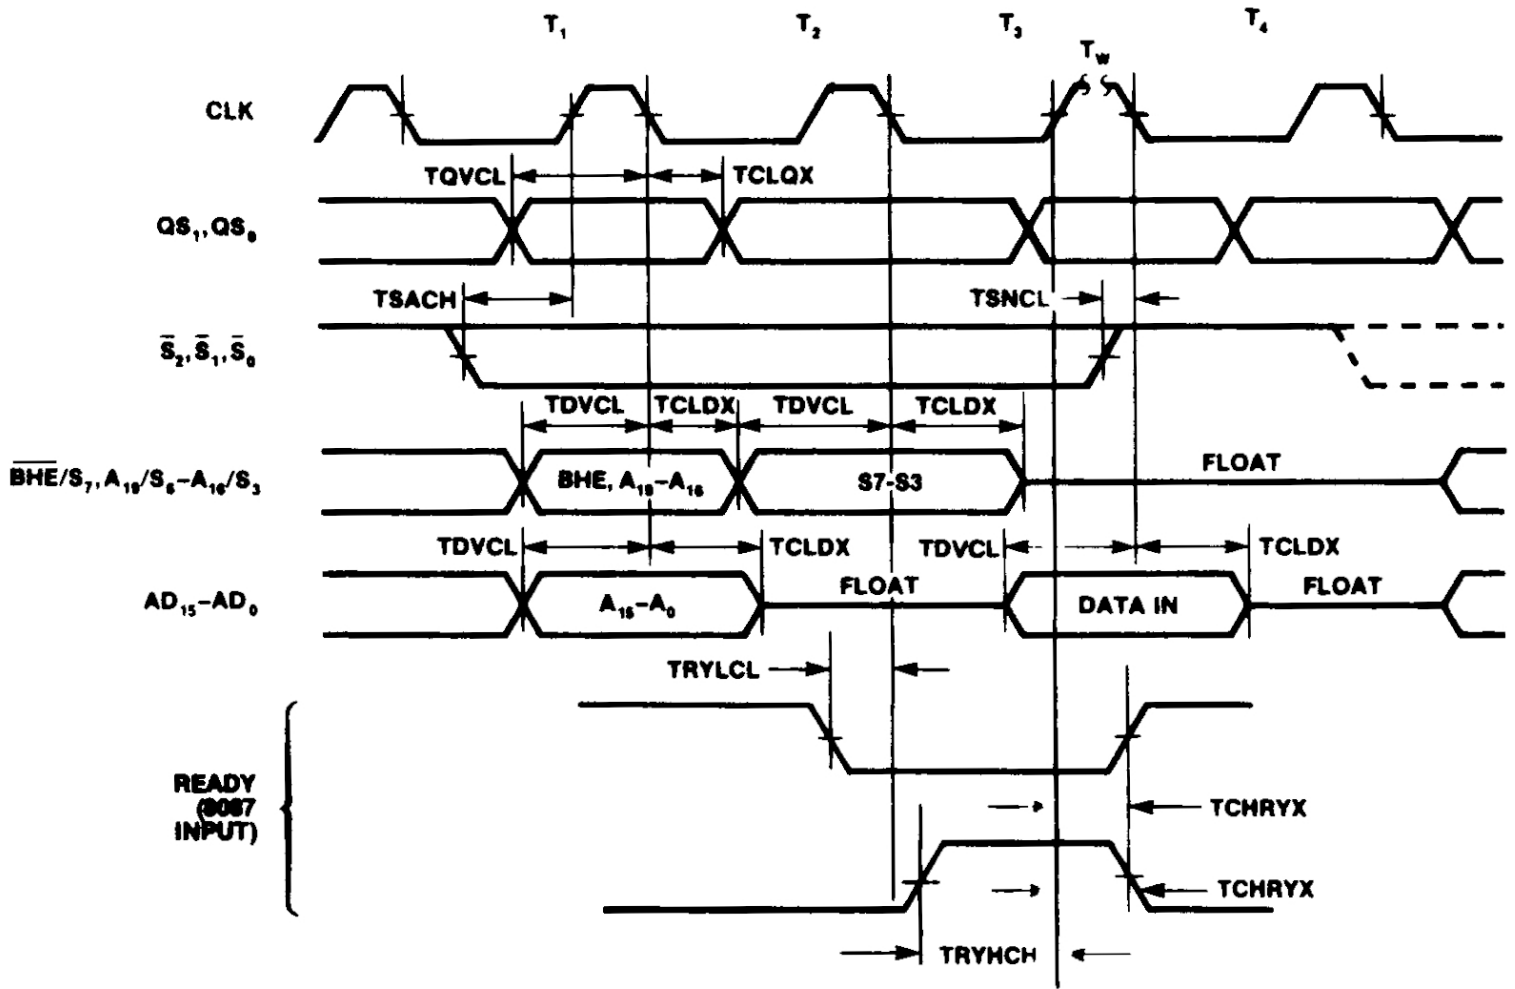 T₁ T₂ T₃ T₄
T_W
CLK
TQVCL TCLQX
QS₁, QS₀
TSACH TSNCL
S̅₂, S̅₁, S̅₀
TDVCL TCLDX TDVCL TCLDX
B̅H̅E̅/S₇, A₁₉/S₆–A₁₆/S₃ BHE, A₁₉–A₁₆ S7-S3 FLOAT
TDVCL TCLDX TDVCL TCLDX
AD₁₅–AD₀ A₁₅–A₀ FLOAT DATA IN FLOAT
TRYLCL
READY
(8087
INPUT)
TCHRYX
TCHRYX
TRYHCH